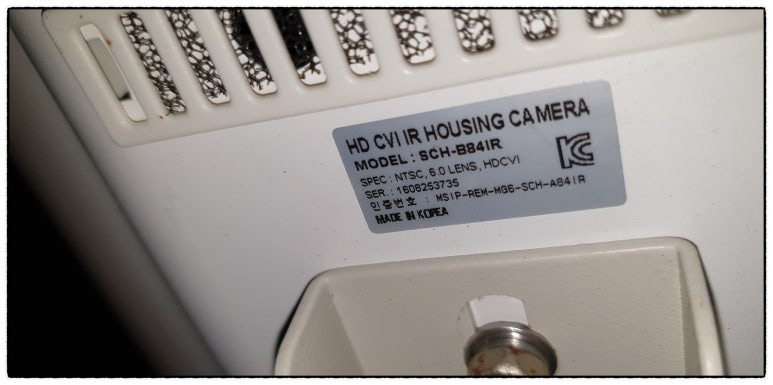 HD CVI IR HOUSING CAMERA
MODEL : SCH-B84IR
SPEC : NTSC, 6.0 LENS, HDCVI
SER. : 1608253735
인증번호 : MSIP-REM-MG6-SCH-A84IR
MADE IN KOREA
KC